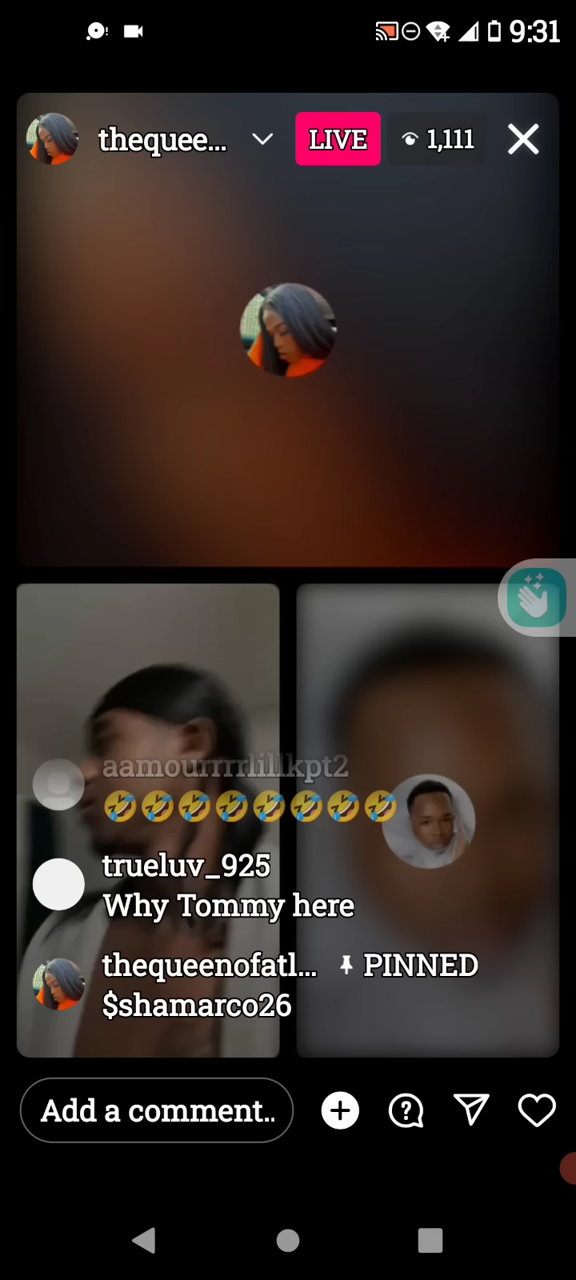 9:31
thequee...
LIVE
1,111
aamourrrrlillkpt2
🤣🤣🤣🤣🤣🤣🤣🤣
trueluv_925
Why Tommy here
thequeenofatl... PINNED
$shamarco26
Add a comment..